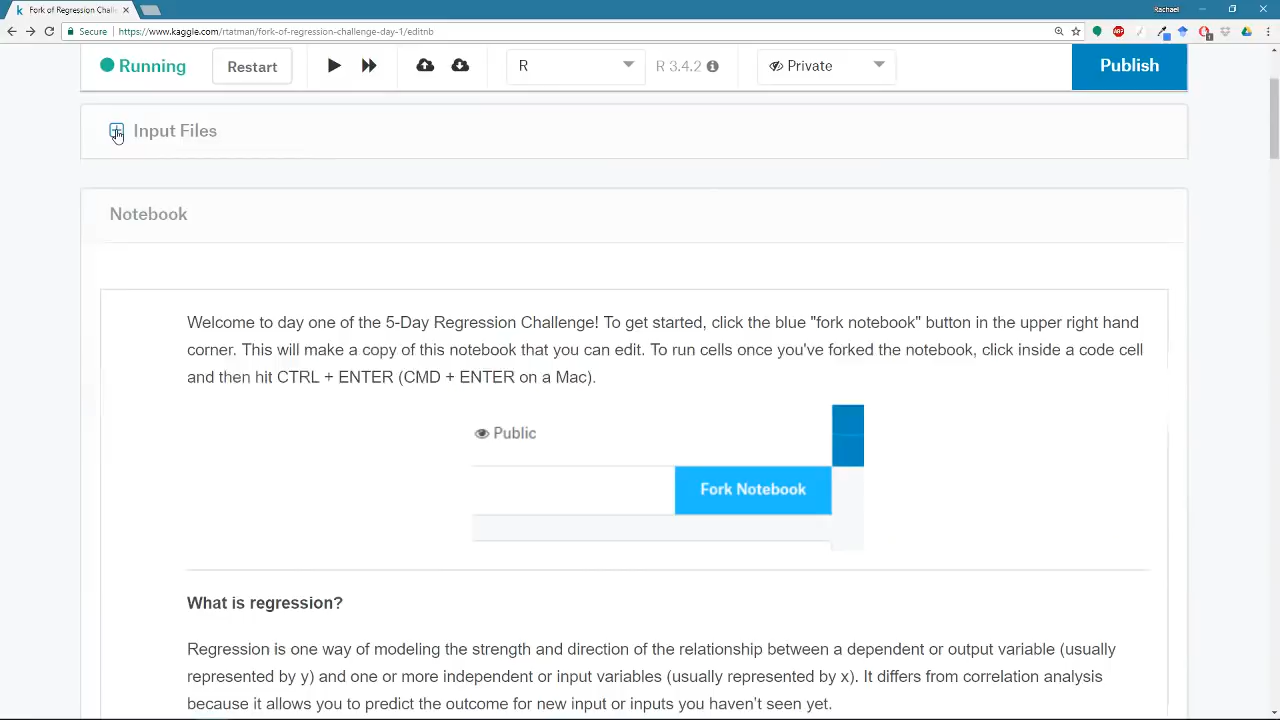 Fork of Regression Challe
Rachael
Secure https://www.kaggle.com/rtatman/fork-of-regression-challenge-day-1/editnb
Running Restart R R 3.4.2 Private Publish
Input Files
Notebook
Welcome to day one of the 5-Day Regression Challenge! To get started, click the blue "fork notebook" button in the upper right hand
corner. This will make a copy of this notebook that you can edit. To run cells once you've forked the notebook, click inside a code cell
and then hit CTRL + ENTER (CMD + ENTER on a Mac).
Public
Fork Notebook
What is regression?
Regression is one way of modeling the strength and direction of the relationship between a dependent or output variable (usually
represented by y) and one or more independent or input variables (usually represented by x). It differs from correlation analysis
because it allows you to predict the outcome for new input or inputs you haven't seen yet.